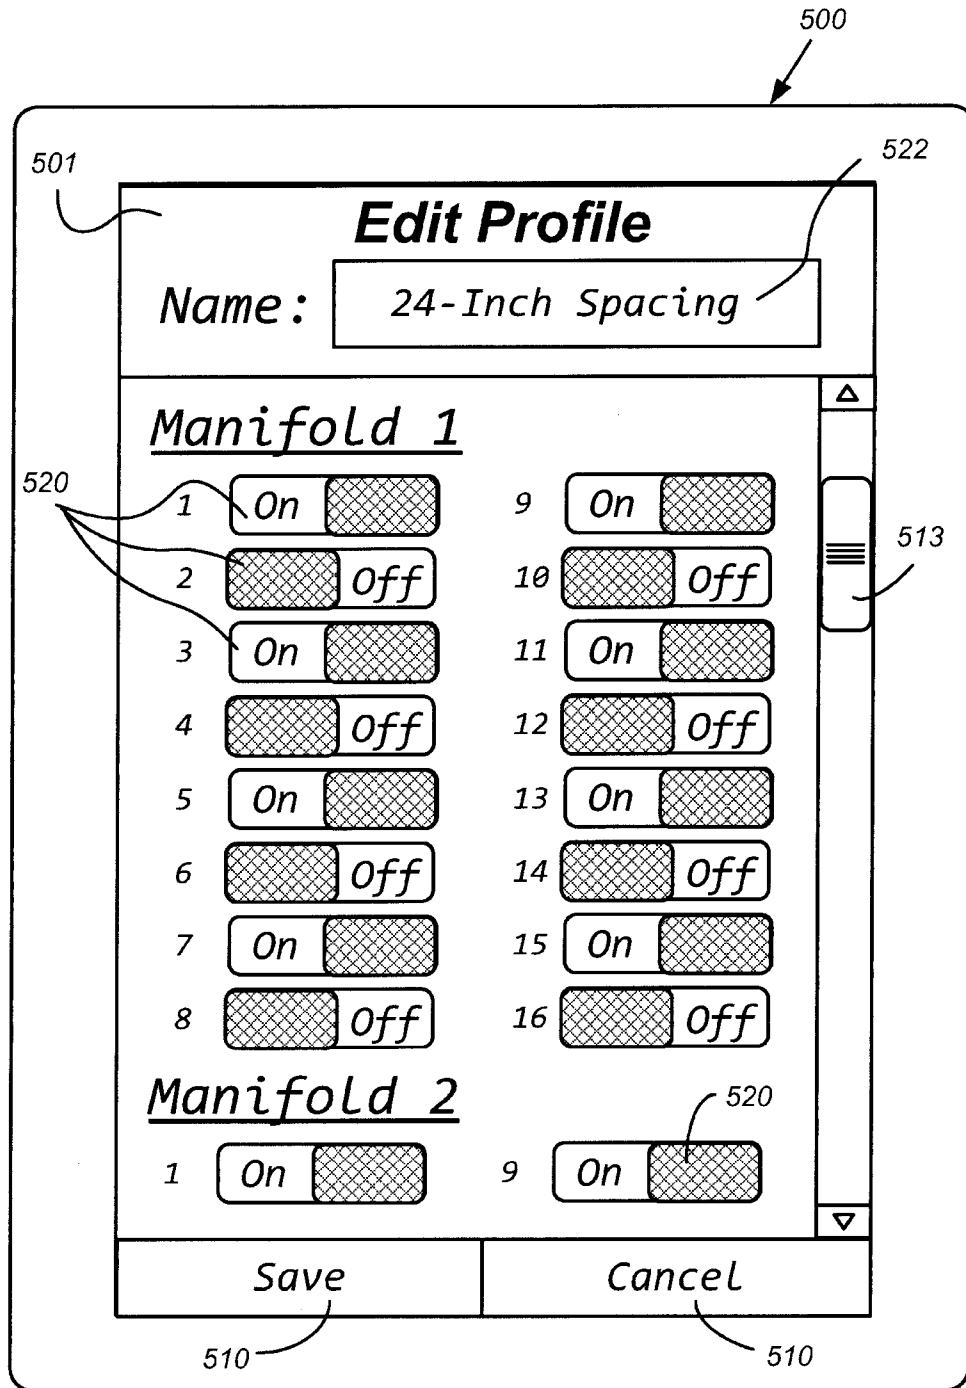 500
501
522
Edit Profile
Name: 24-Inch Spacing
Manifold 1
520
513
1 On 9 On
2 Off 10 Off
3 On 11 On
4 Off 12 Off
5 On 13 On
6 Off 14 Off
7 On 15 On
8 Off 16 Off
Manifold 2
520
1 On 9 On
Save Cancel
510 510